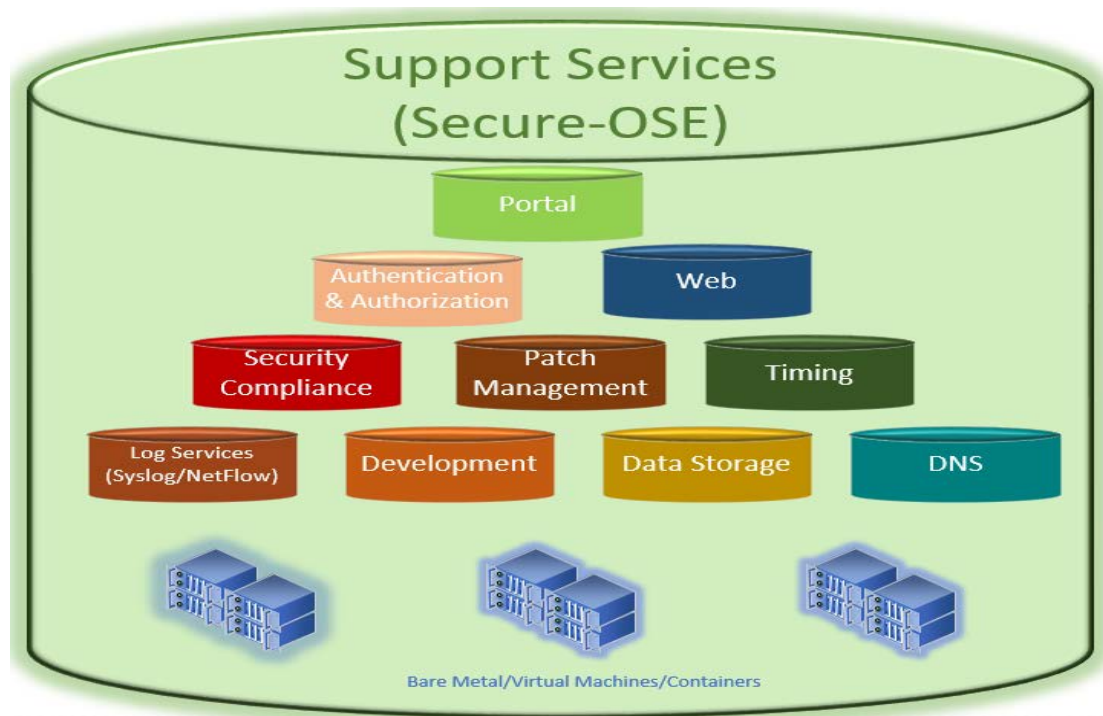 Support Services
(Secure-OSE)
Portal
Authentication
& Authorization
Web
Security
Compliance
Patch
Management
Timing
Log Services
(Syslog/NetFlow)
Development
Data Storage
DNS
Bare Metal/Virtual Machines/Containers